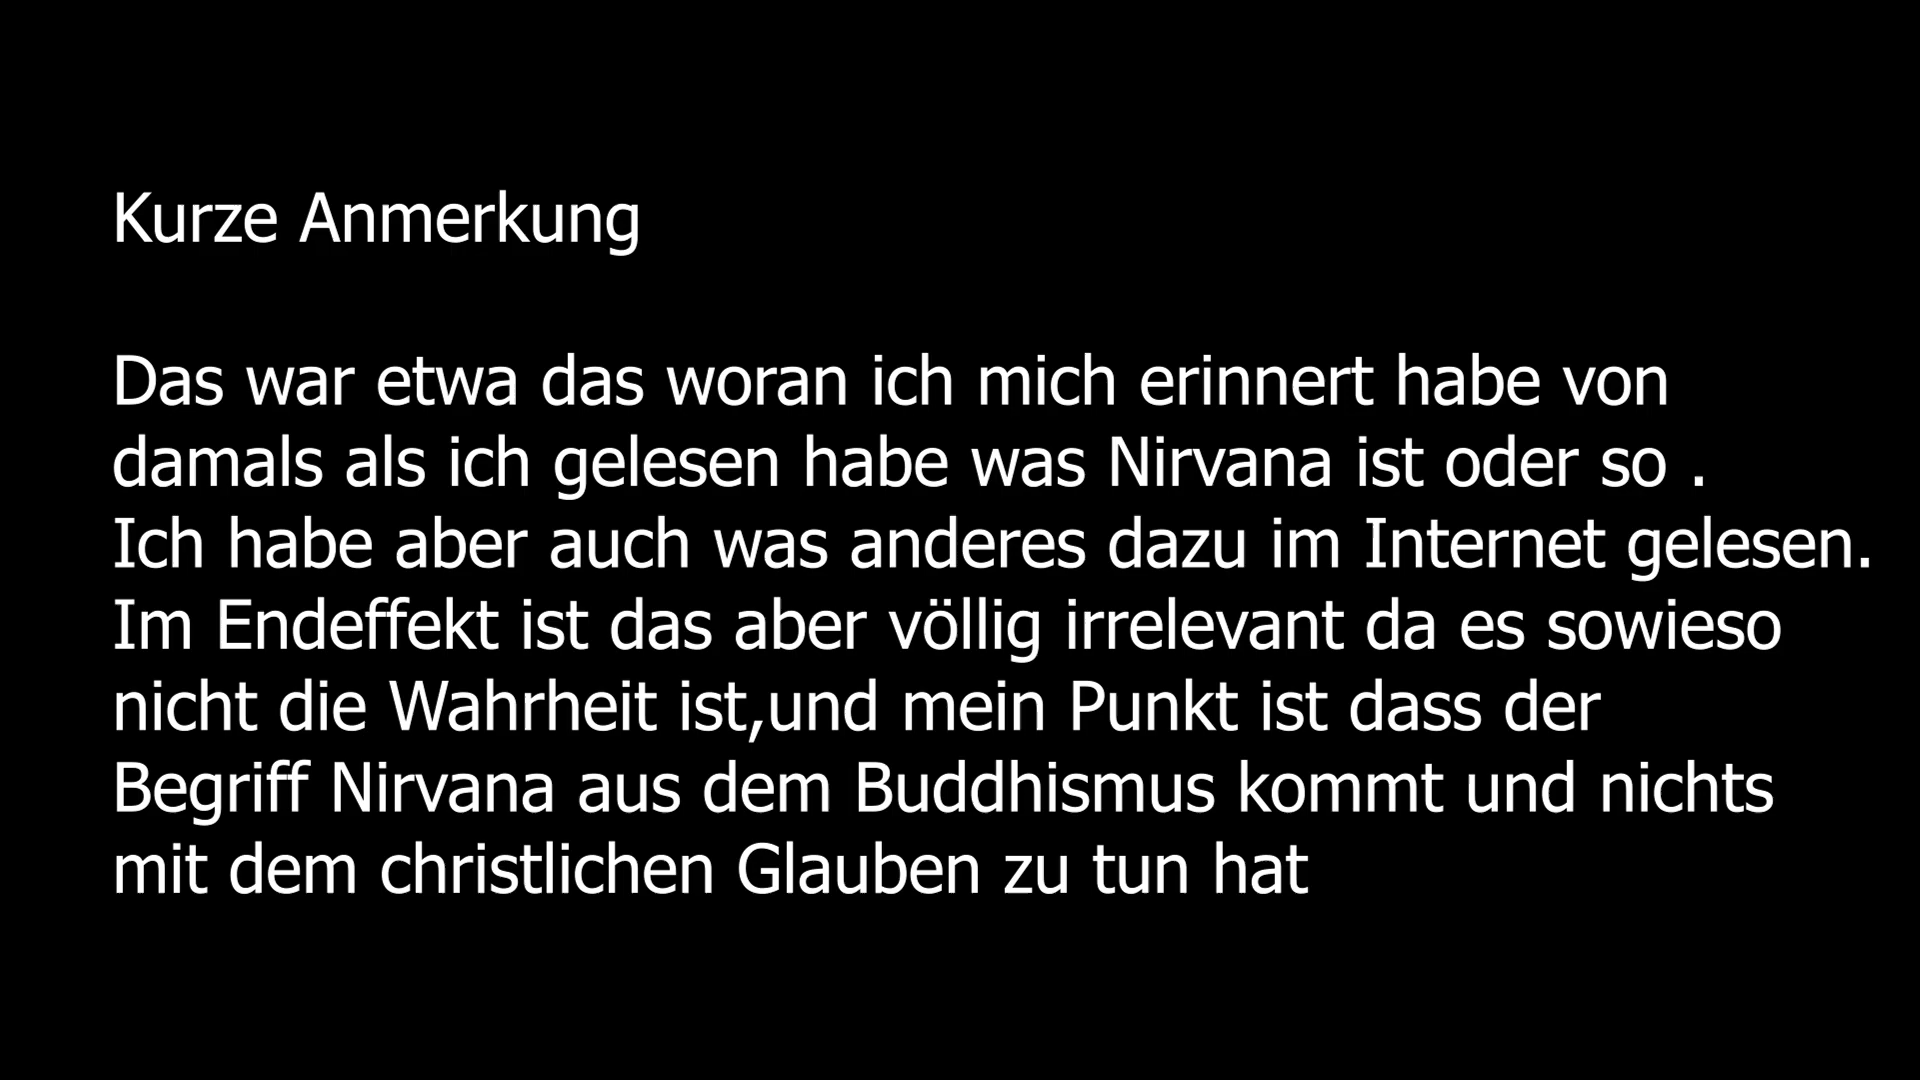 Kurze Anmerkung
Das war etwa das woran ich mich erinnert habe von
damals als ich gelesen habe was Nirvana ist oder so .
Ich habe aber auch was anderes dazu im Internet gelesen.
Im Endeffekt ist das aber völlig irrelevant da es sowieso
nicht die Wahrheit ist,und mein Punkt ist dass der
Begriff Nirvana aus dem Buddhismus kommt und nichts
mit dem christlichen Glauben zu tun hat